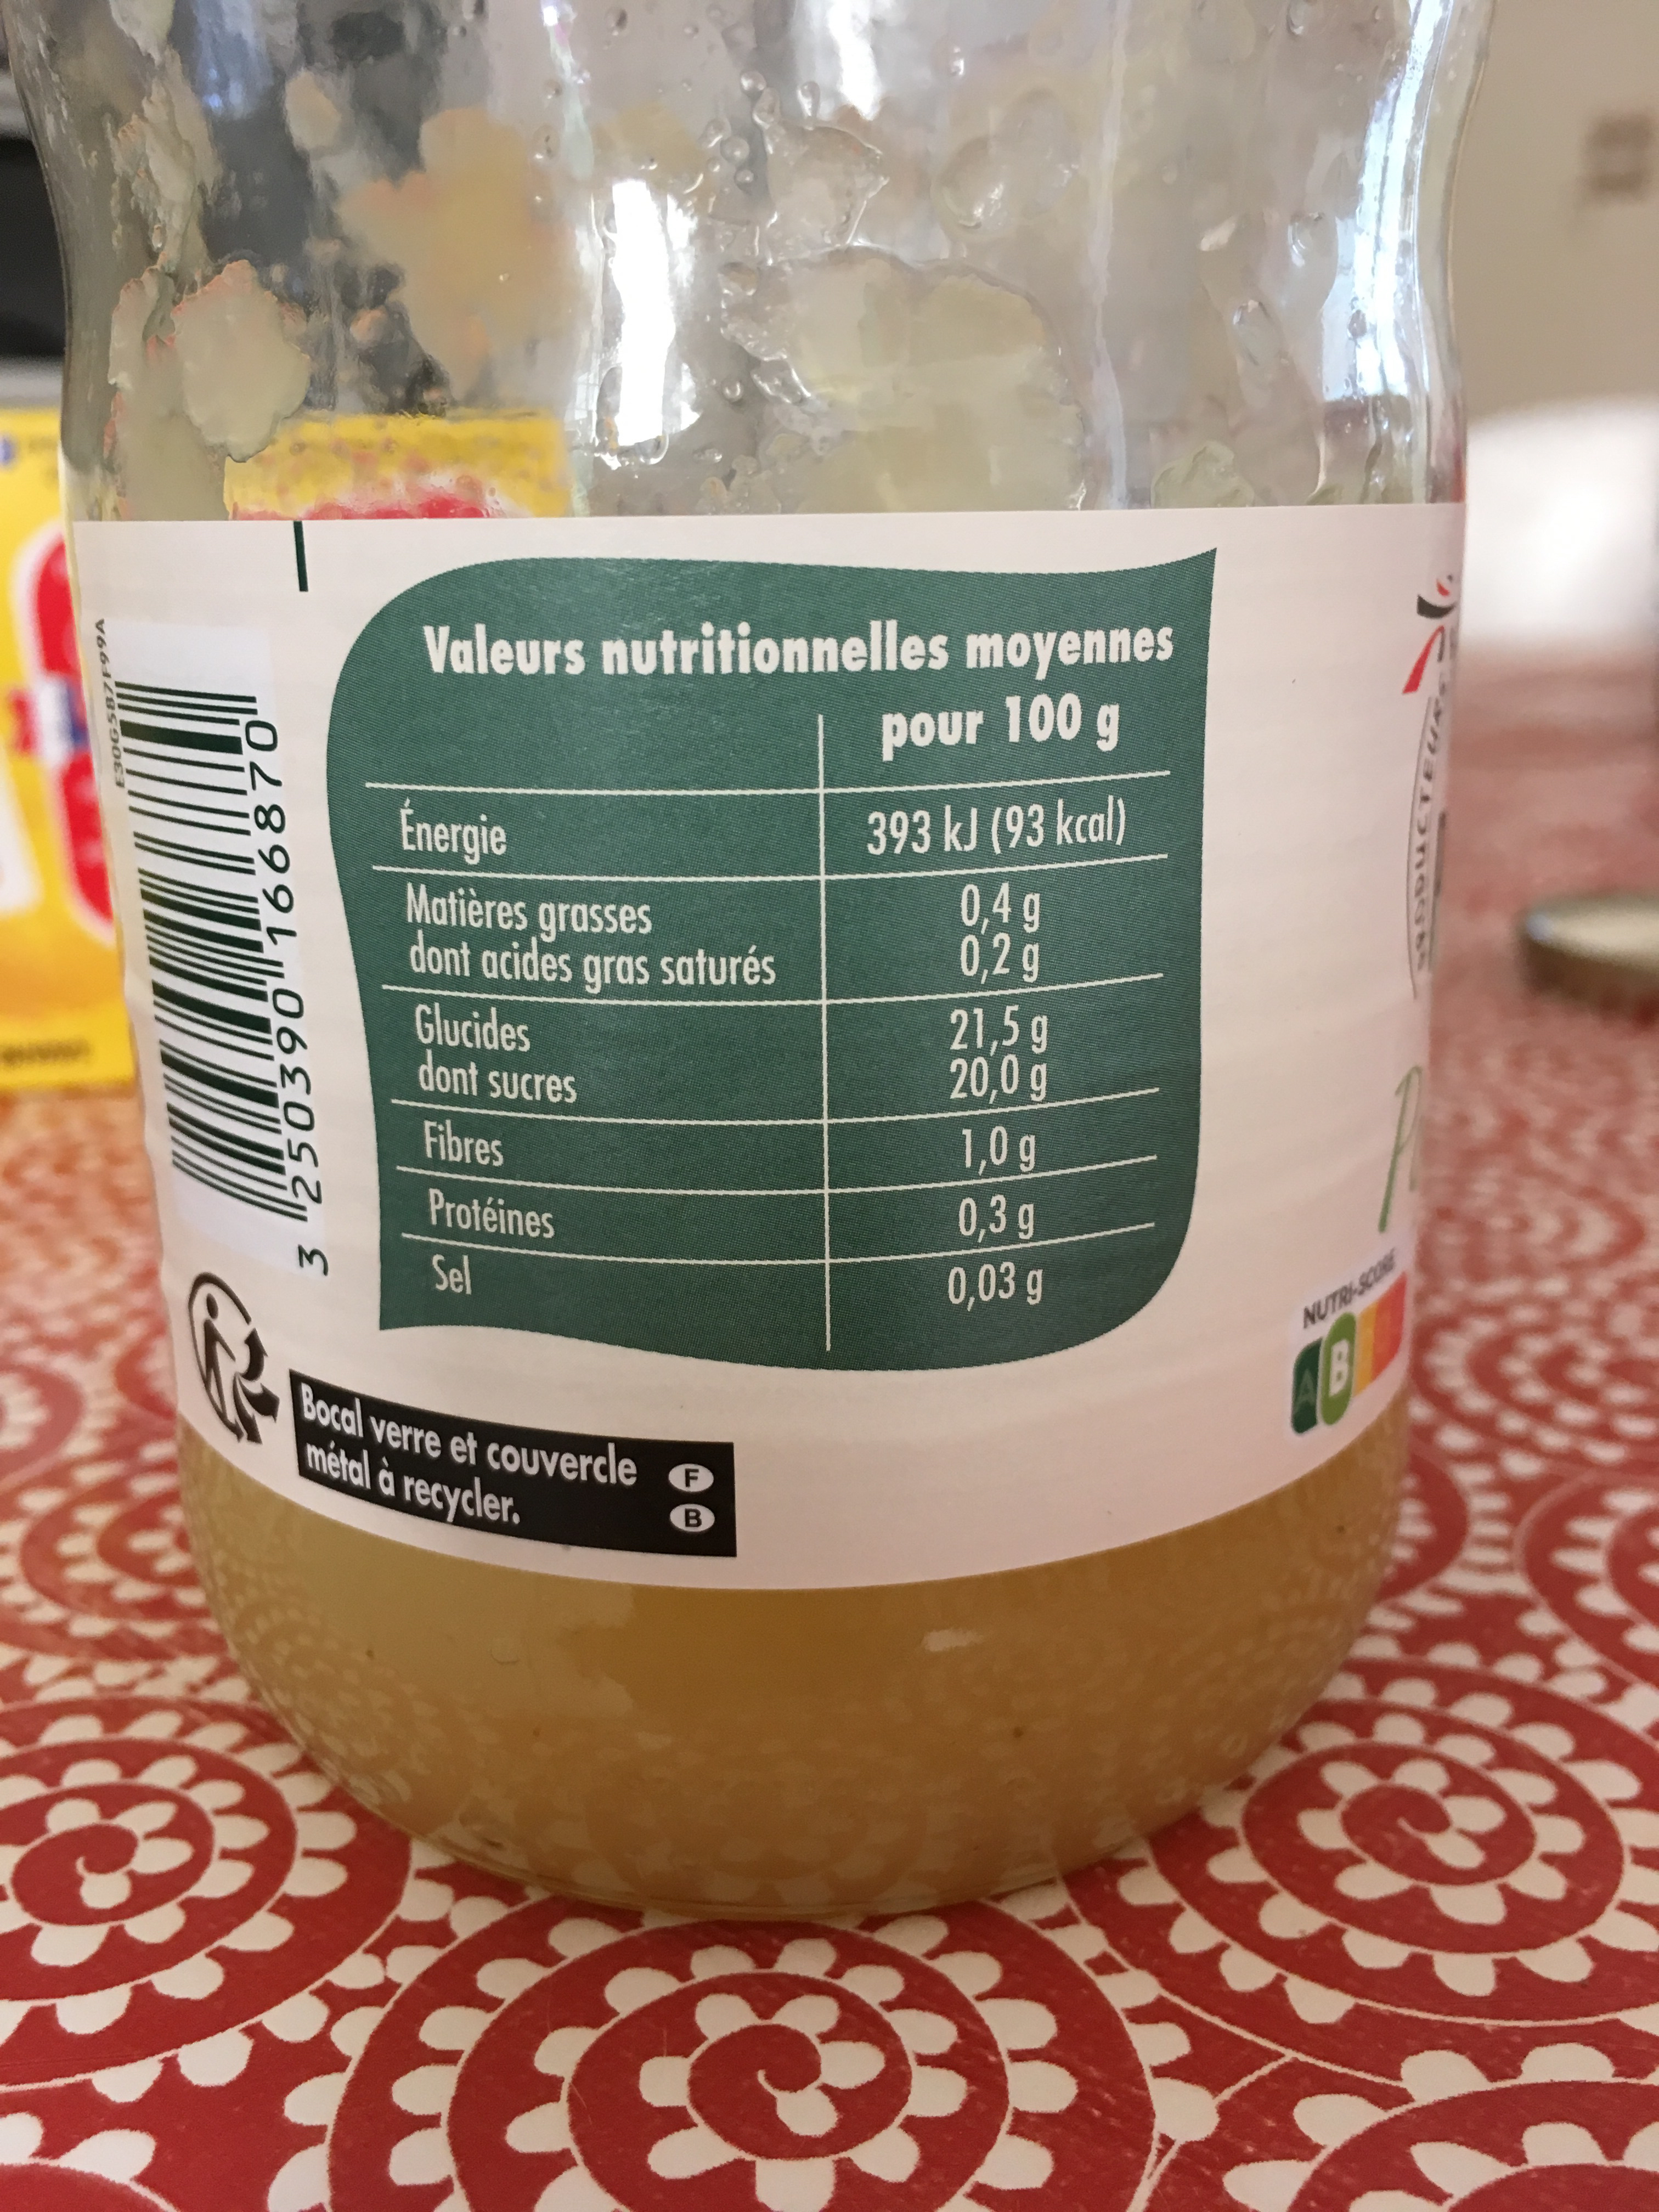 Valeurs nutritionnelles moyennes
pour 100 g
Énergie 393 kJ (93 kcal)
Matières grasses 0,4 g
dont acides gras saturés 0,2 g
Glucides 21,5 g
dont sucres 20,0 g
Fibres 1,0 g
Protéines 0,3 g
Sel 0,03 g
3 250390 166870
E30G587F99A
Bocal verre et couvercle
métal à recycler.
F
B
NUTRI-SCORE
A B